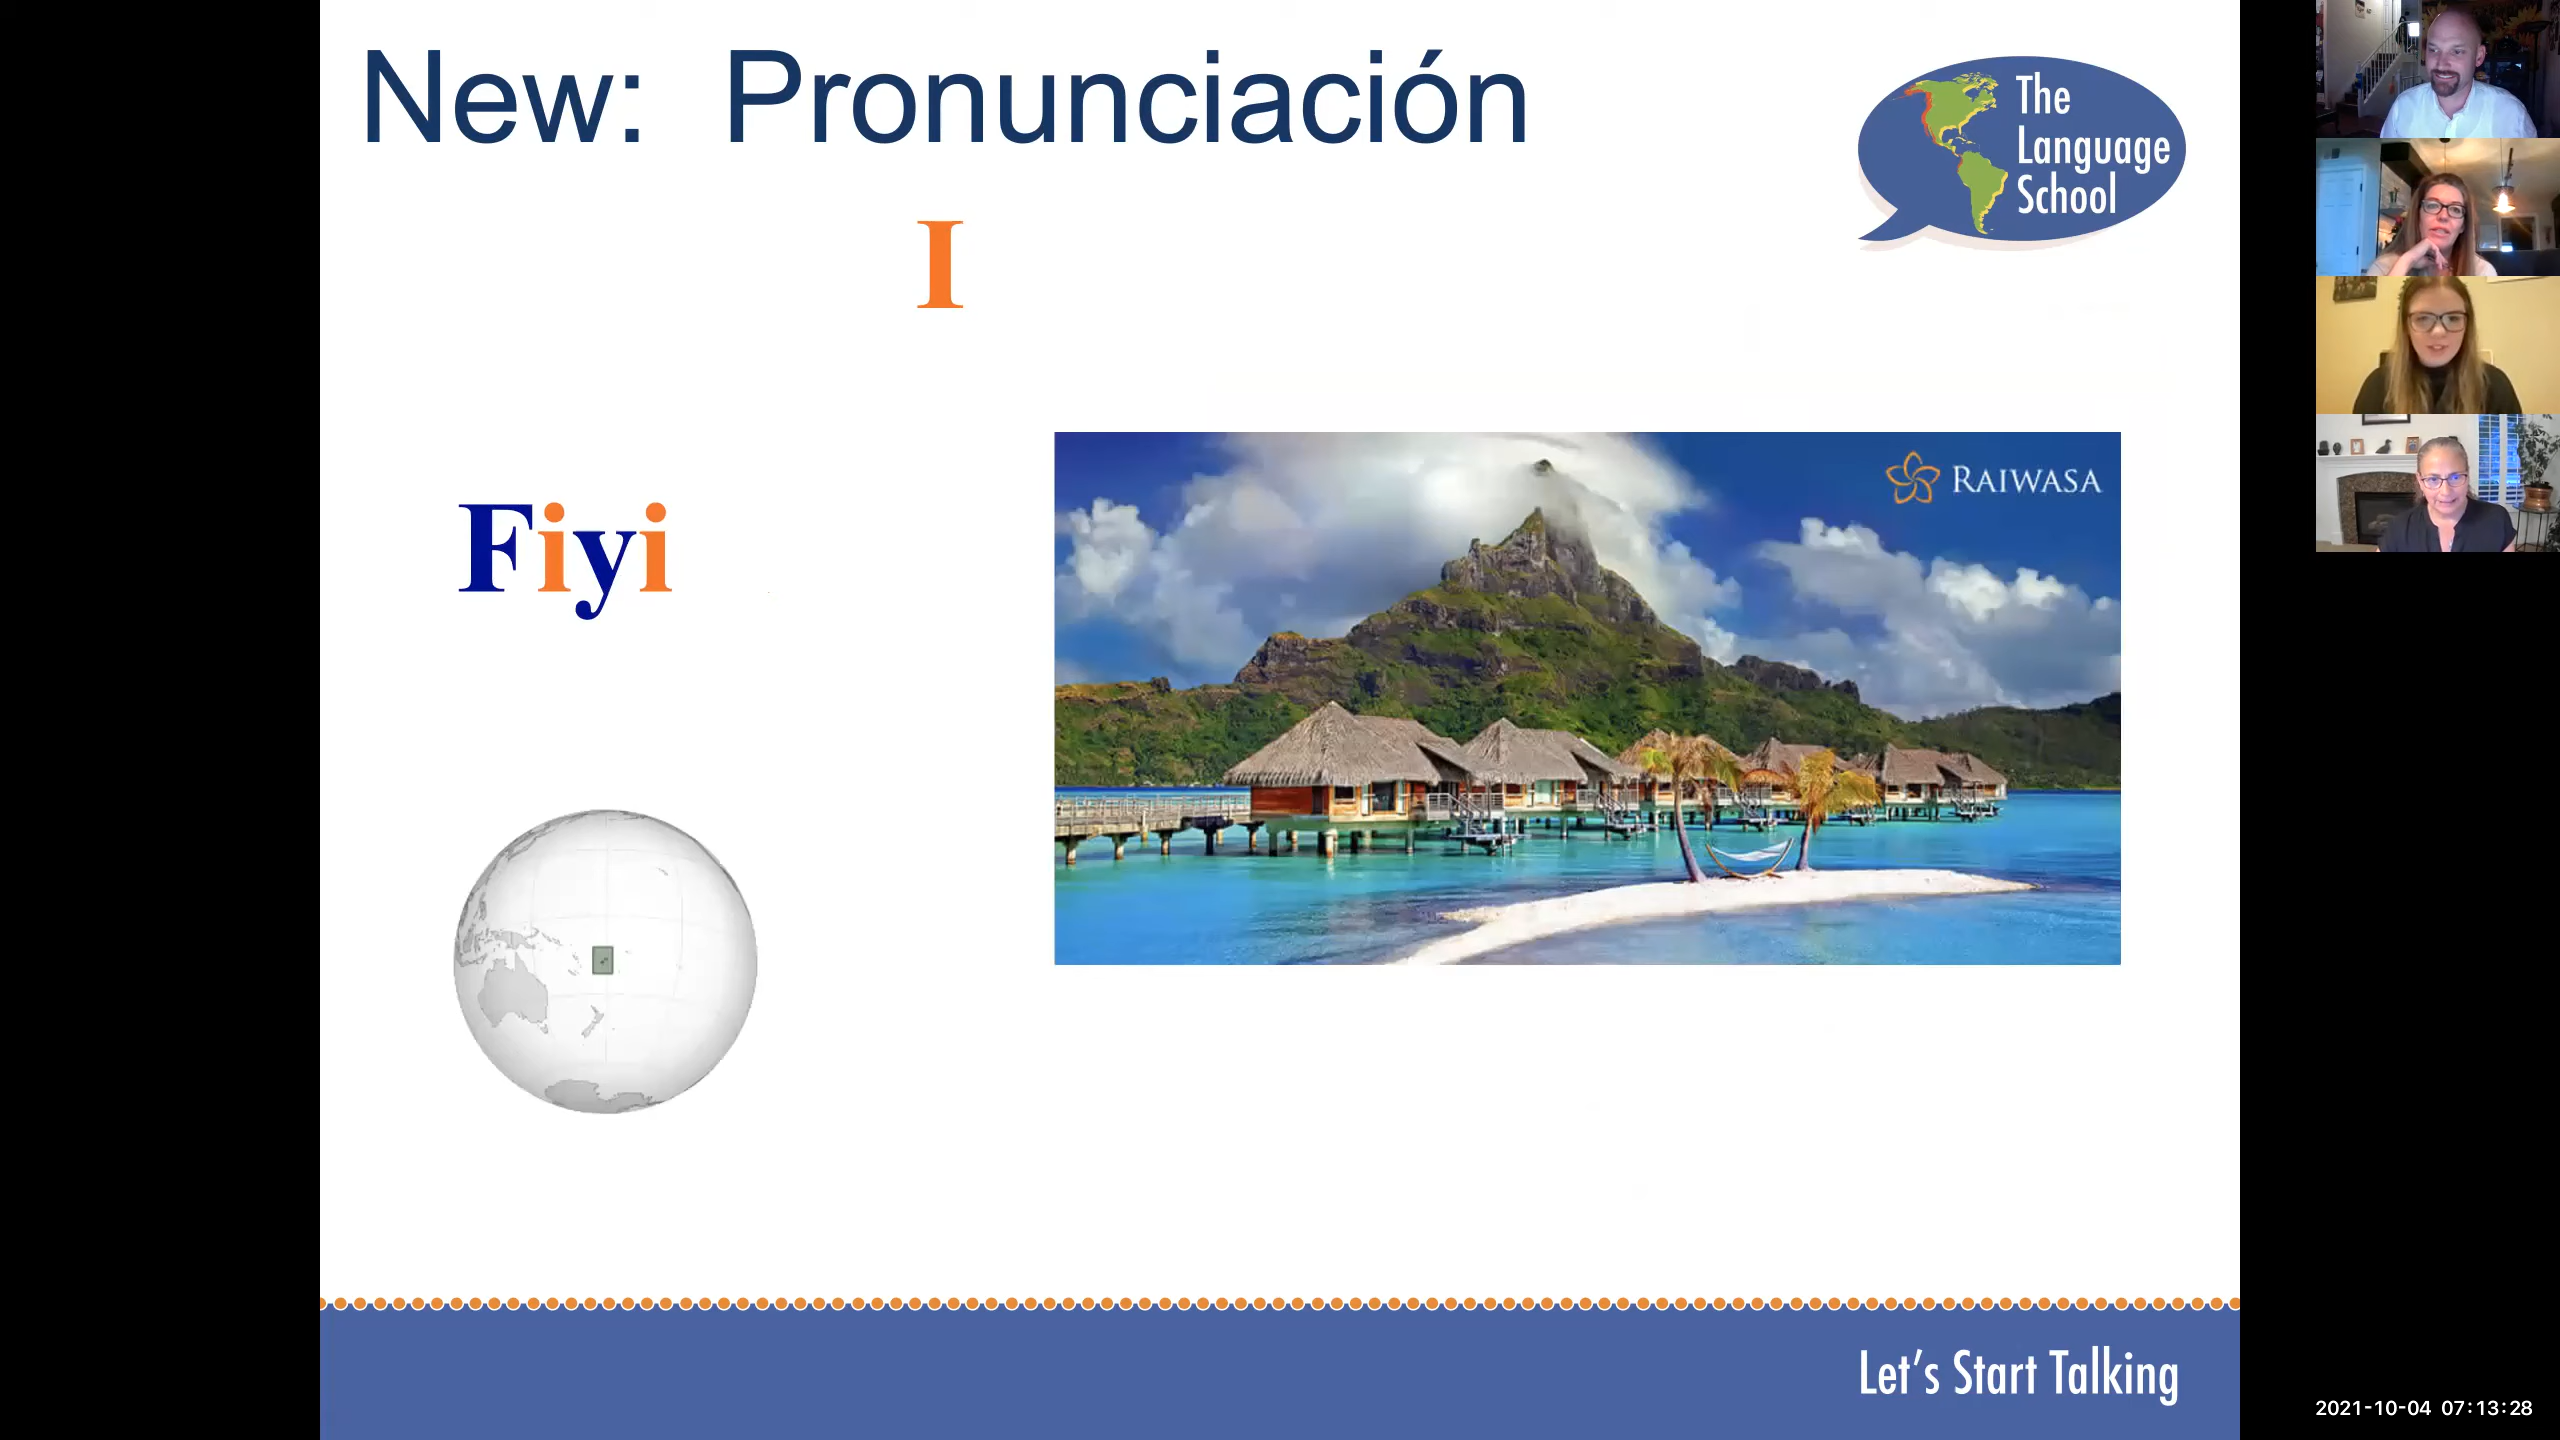 New: Pronunciación
The
Language
School
I
Fiyi
RAIWASA
Let's Start Talking
2021-10-04 07:13:28